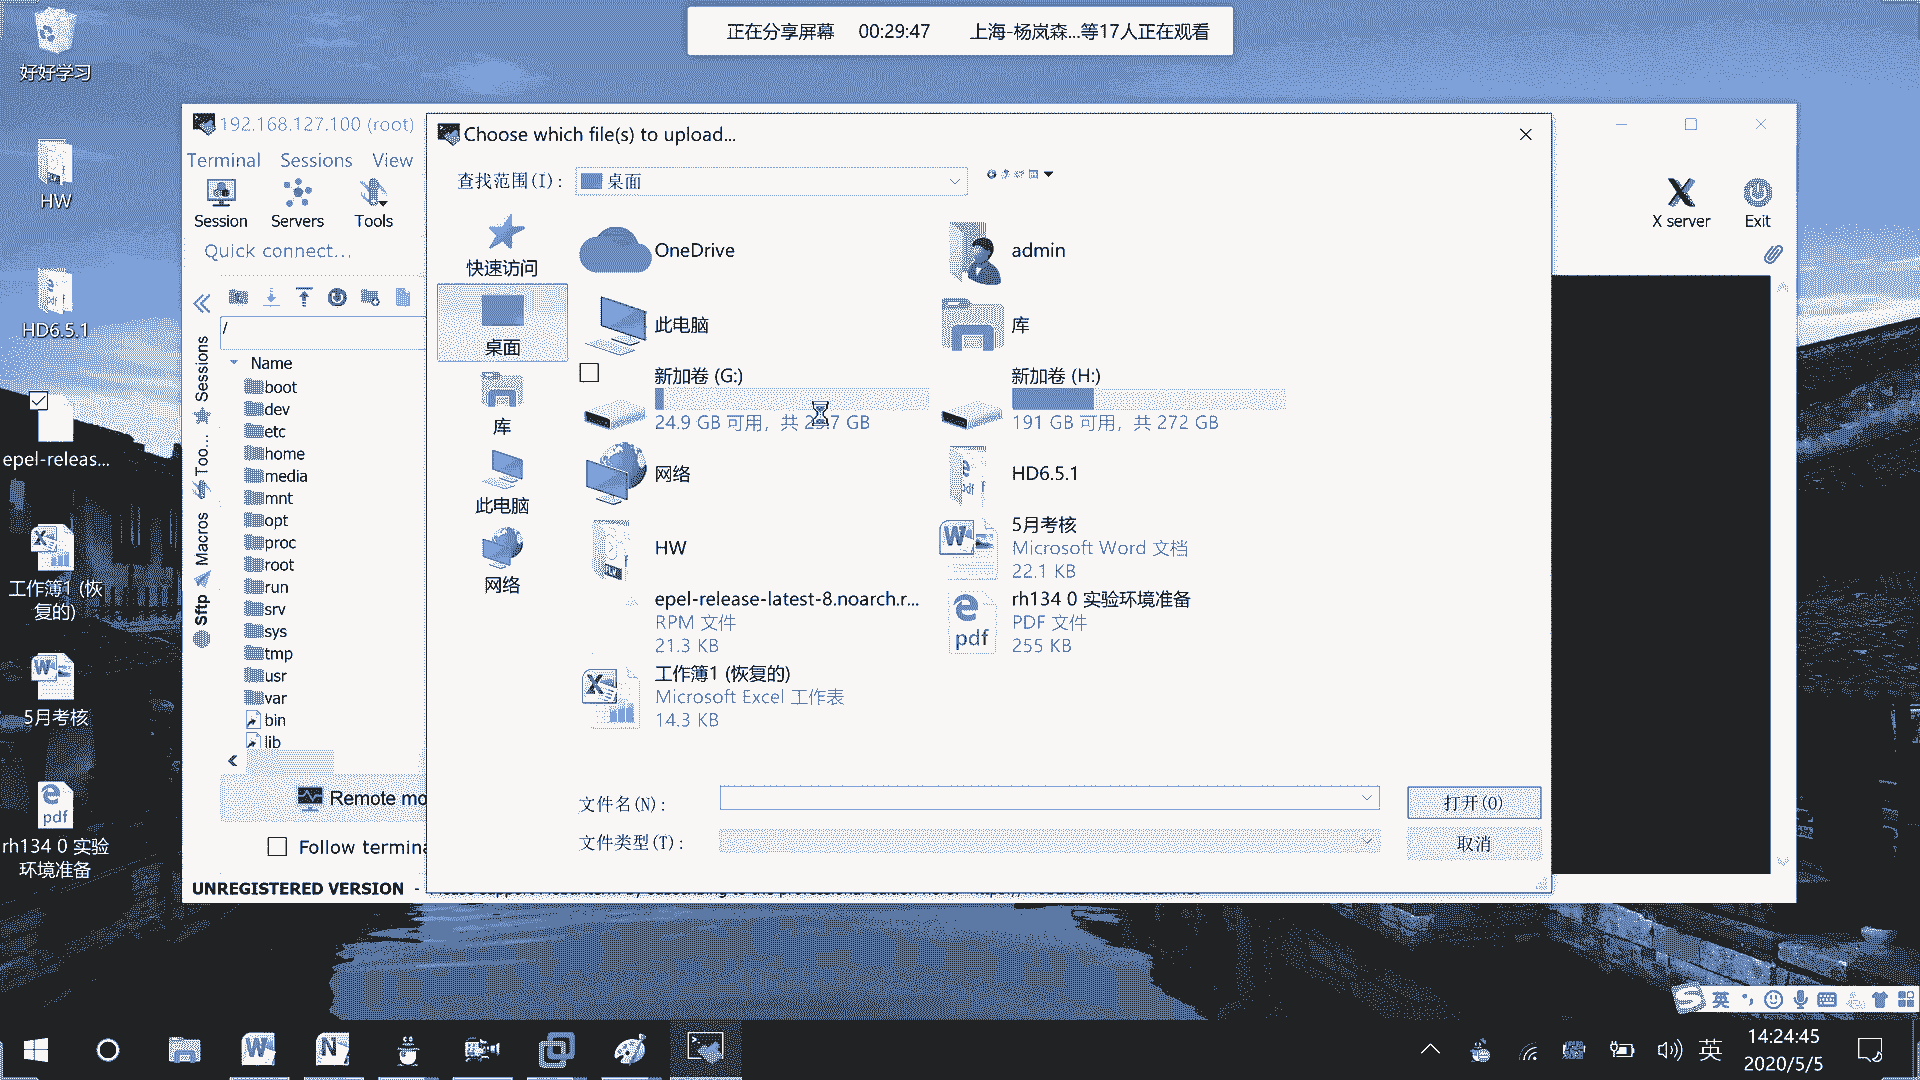 正在分享屏幕 00:29:47 上海-杨岚森...等17人正在观看
好好学习
HW
HD6.5.1
epel-releas...
工作簿1 (恢
复的)
5月考核
rh134 0 实验
环境准备
192.168.127.100 (root)
Terminal Sessions View
Session Servers Tools
Quick connect...
X server Exit
Sessions
Too...
Macros
Sftp
/
Name
boot
dev
etc
home
media
mnt
opt
proc
root
run
srv
sys
tmp
usr
var
bin
lib
Remote mo
Follow termina
UNREGISTERED VERSION -
Choose which file(s) to upload...
查找范围(I): 桌面
快速访问
桌面
库
此电脑
网络
OneDrive
admin
此电脑
库
新加卷 (G:)
24.9 GB 可用, 共 GB
新加卷 (H:)
191 GB 可用, 共 272 GB
网络
HD6.5.1
HW
5月考核
Microsoft Word 文档
22.1 KB
epel-release-latest-8.noarch.r...
RPM 文件
21.3 KB
rh134 0 实验环境准备
PDF 文件
255 KB
工作簿1 (恢复的)
Microsoft Excel 工作表
14.3 KB
文件名(N):
打开(O)
文件类型(T):
取消
英
英
14:24:45
2020/5/5